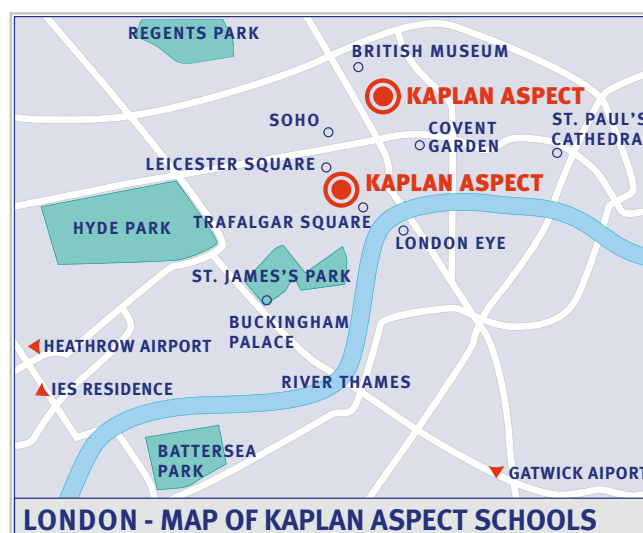 REGENTS PARK
BRITISH MUSEUM
KAPLAN ASPECT
SOHO
COVENT
GARDEN
ST. PAUL'S
CATHEDRA
LEICESTER SQUARE
KAPLAN ASPECT
HYDE PARK
TRAFALGAR SQUARE
LONDON EYE
ST. JAMES'S PARK
BUCKINGHAM
PALACE
HEATHROW AIRPORT
IES RESIDENCE
RIVER THAMES
BATTERSEA
PARK
GATWICK AIPORT
LONDON - MAP OF KAPLAN ASPECT SCHOOLS